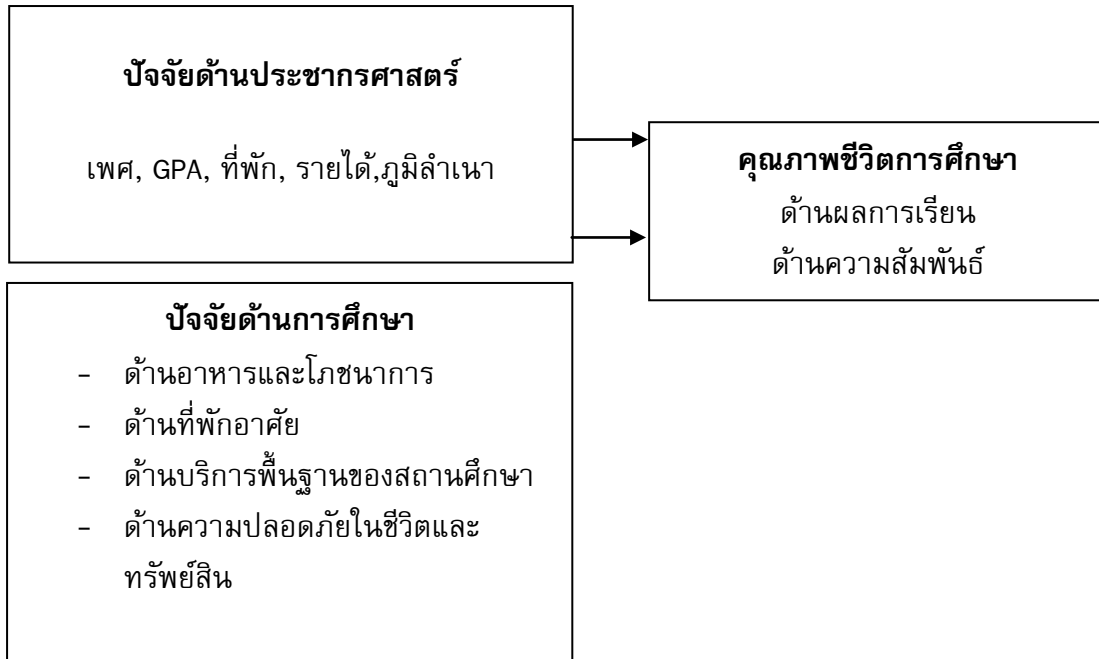 ปัจจัยด้านประชากรศาสตร์
เพศ, GPA, ที่พัก, รายได้,ภูมิลำเนา
คุณภาพชีวิตการศึกษา
ด้านผลการเรียน
ด้านความสัมพันธ์
ปัจจัยด้านการศึกษา
- ด้านอาหารและโภชนาการ
- ด้านที่พักอาศัย
- ด้านบริการพื้นฐานของสถานศึกษา
- ด้านความปลอดภัยในชีวิตและ
ทรัพย์สิน